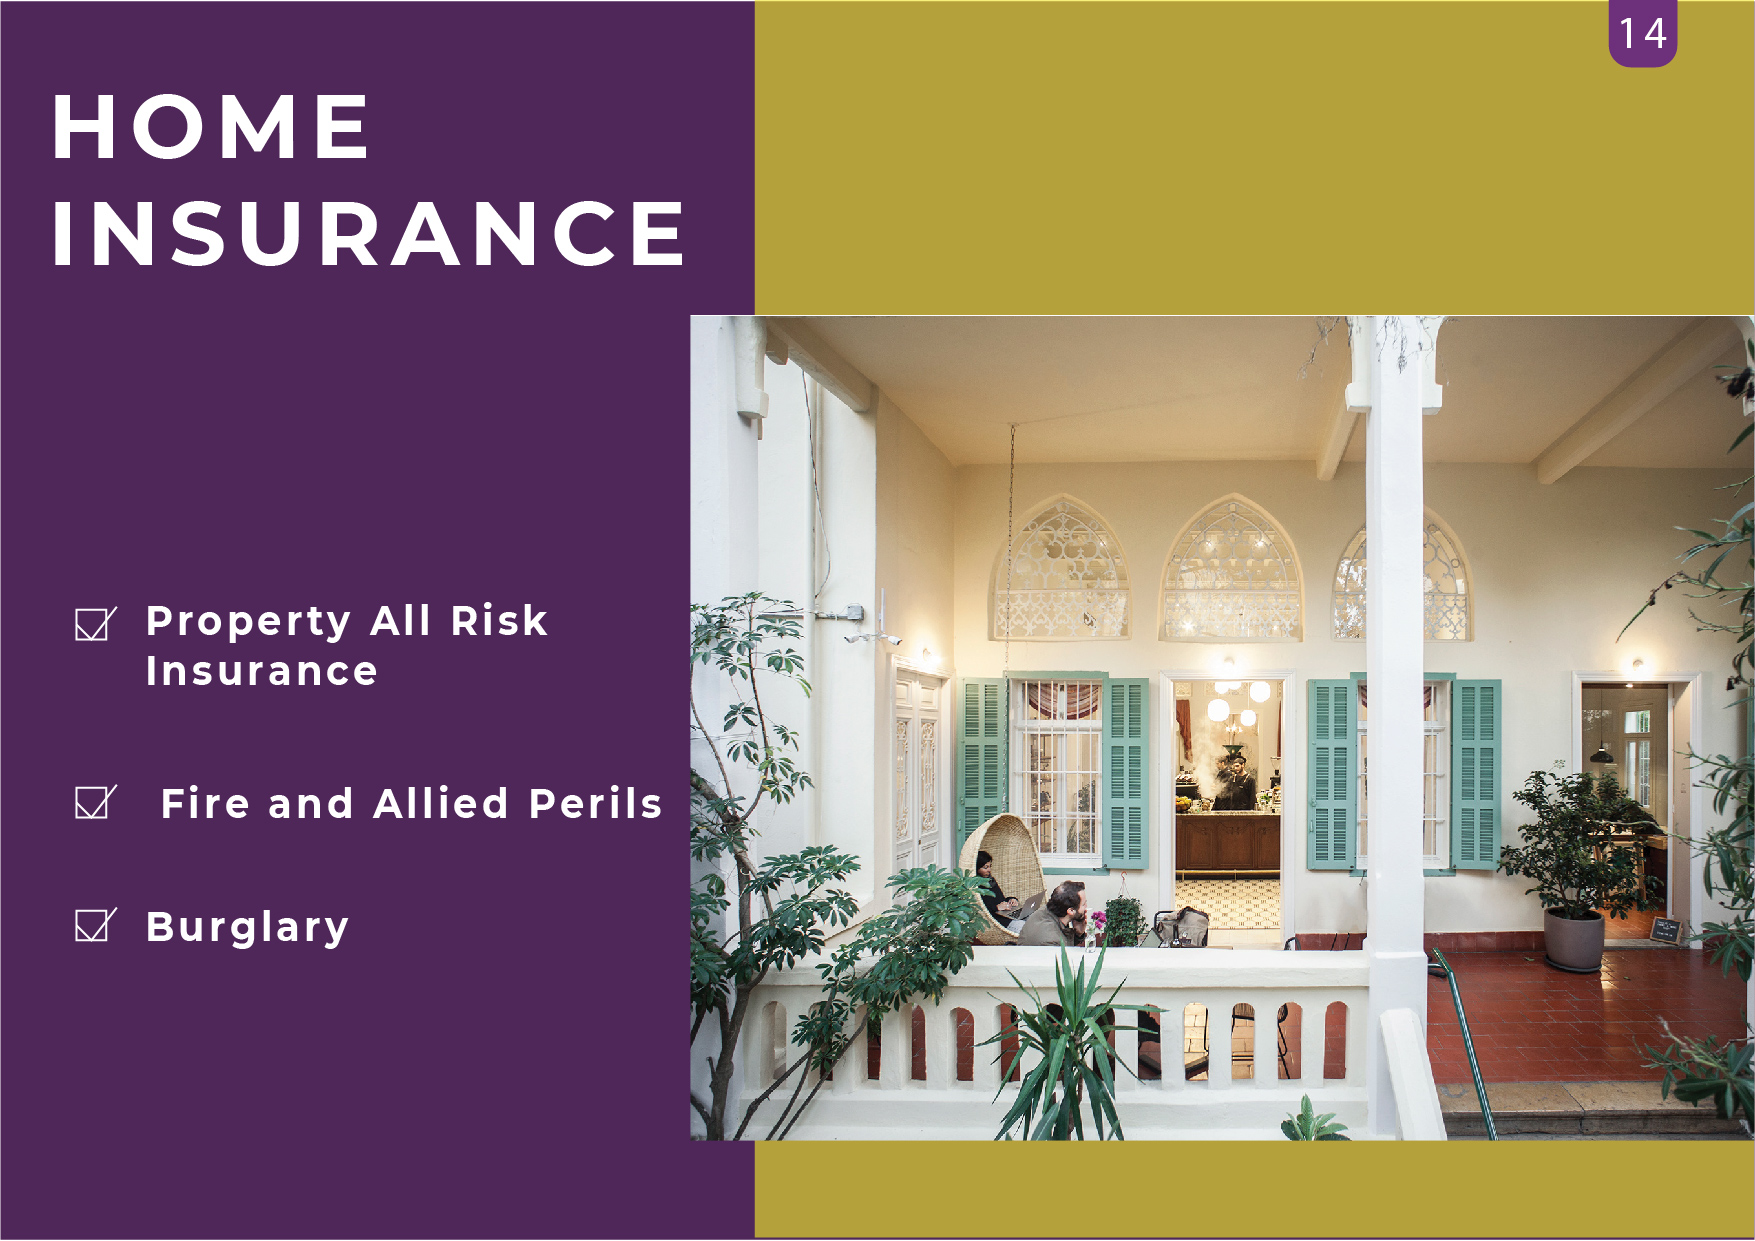 14
HOME
INSURANCE
Property All Risk
Insurance
Fire and Allied Perils
Burglary